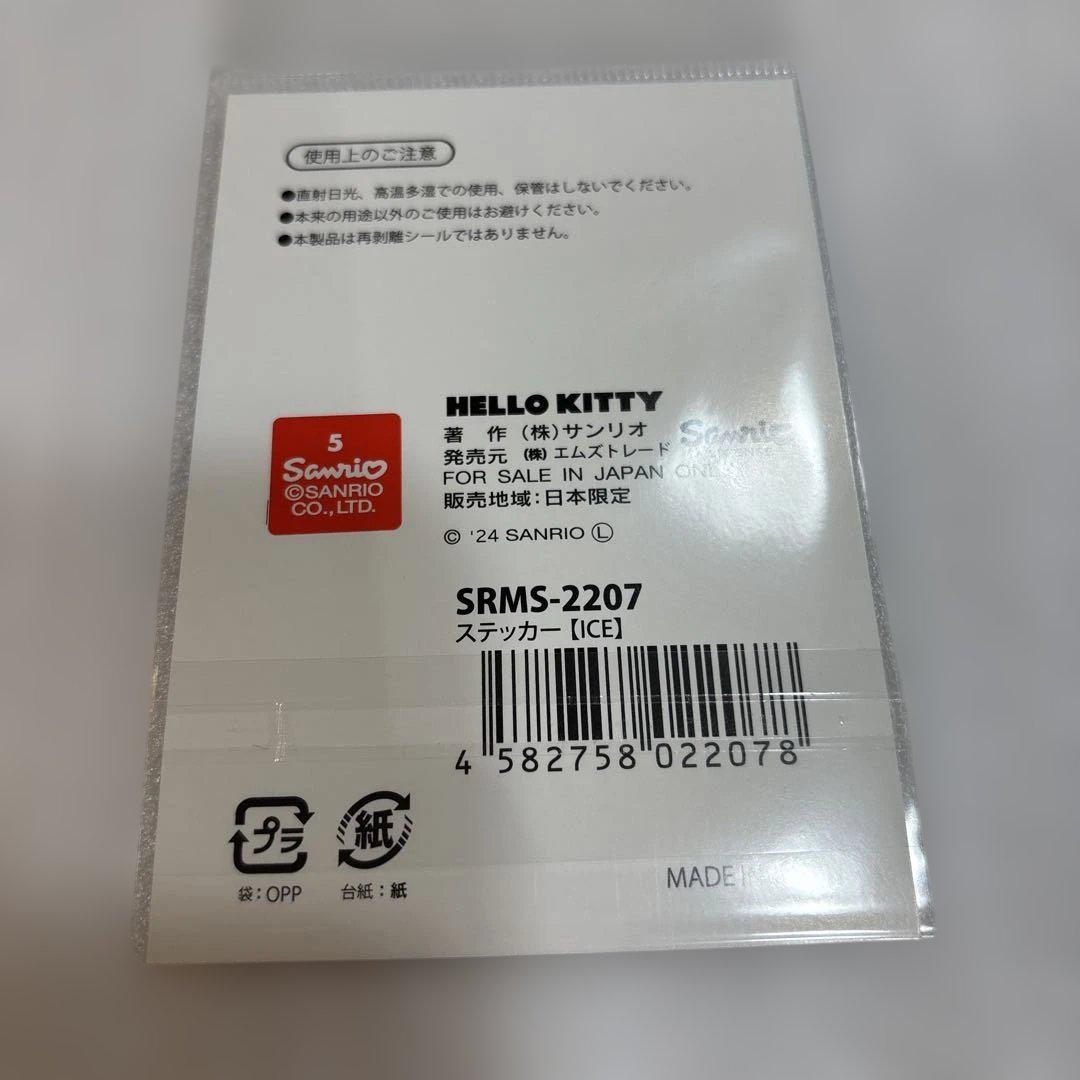 使用上のご注意
●直射日光、高温多湿での使用、保管はしないでください。
●本来の用途以外のご使用はお避けください。
●本製品は再剥離シールではありません。
HELLO KITTY
著 作 (株)サンリオ
発売元 (株) エムズトレード
FOR SALE IN JAPAN
販売地域:日本限定
© '24 SANRIO Ⓛ
Sanrio
5
Sanrio
©SANRIO
CO., LTD.
SRMS-2207
ステッカー【ICE】
4 582758 022078
プラ
袋:OPP
紙
台紙:紙
MADE